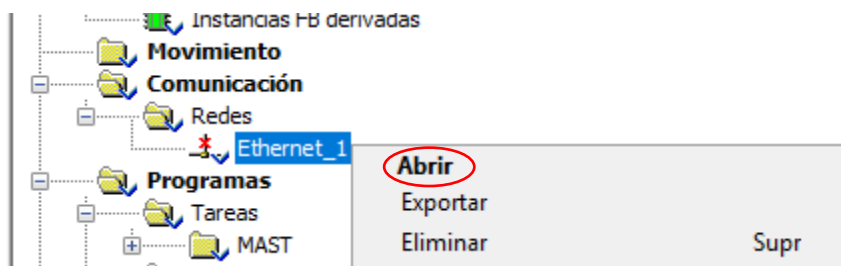 Instancias FB derivadas
Movimiento
Comunicación
Redes
Ethernet_1
Abrir
Programas
Exportar
Tareas
Eliminar Supr
MAST